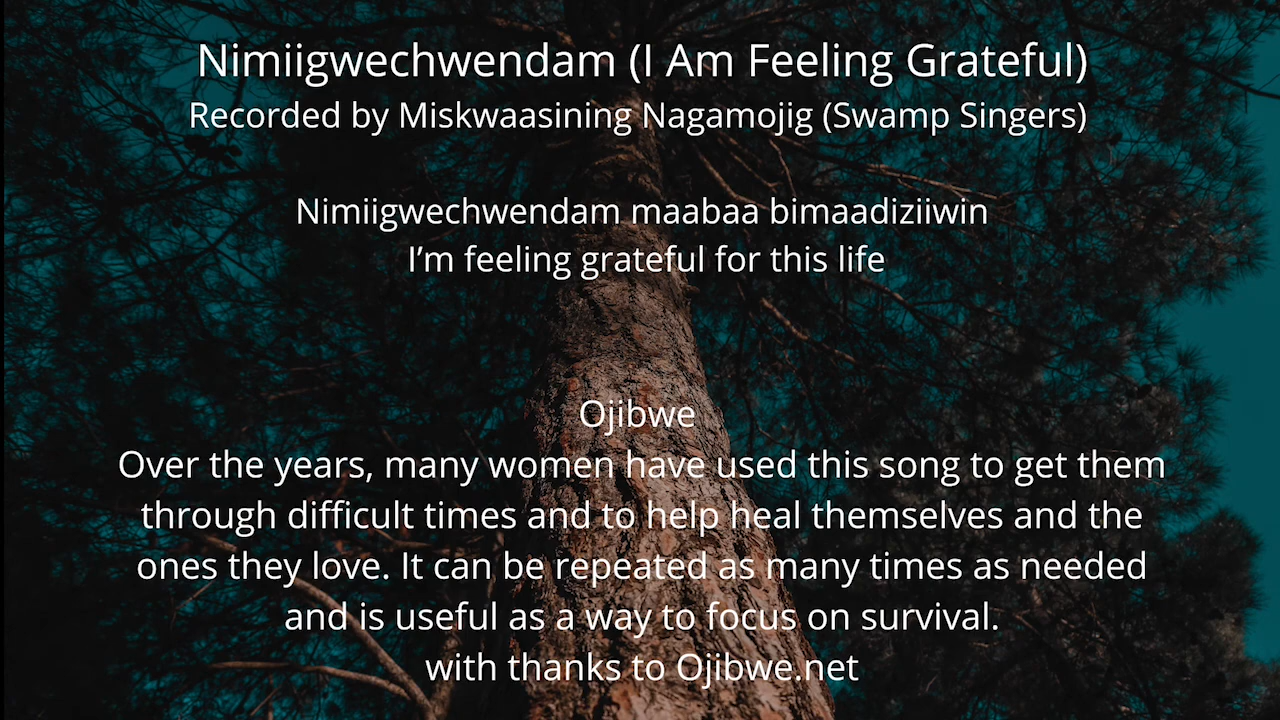 Nimiigwechwendam (I Am Feeling Grateful)
Recorded by Miskwaasining Nagamojig (Swamp Singers)
Nimiigwechwendam maabaa bimaadiziiwin
I’m feeling grateful for this life
Ojibwe
Over the years, many women have used this song to get them
through difficult times and to help heal themselves and the
ones they love. It can be repeated as many times as needed
and is useful as a way to focus on survival.
with thanks to Ojibwe.net